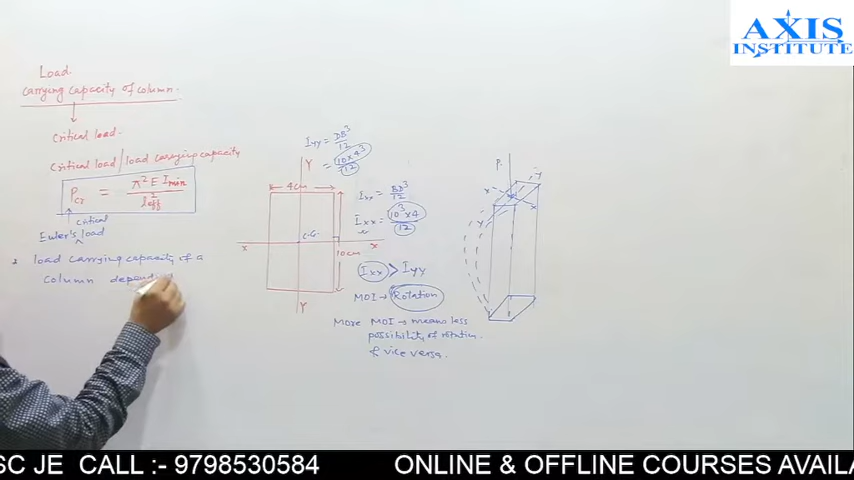 AXIS
INSTITUTE
Load
carrying capacity of column.
critical load.
critical load/load carrying capacity
Pcr = π² E Imin / l²eff
critical
Euler's load
load carrying capacity of a
column depend
Iyy = DB³/12
= 10×4³/12
Y
4cm
Ixx = BD³/12
Ixx = 10³×4/12
C.G.
x
x
10cm
Y
Ixx > Iyy
MOI → Rotation
More MOI → means less
possibility of rotation
& vice versa.
P.
y
x
x
y
SC JE CALL :- 9798530584 ONLINE & OFFLINE COURSES AVAILA